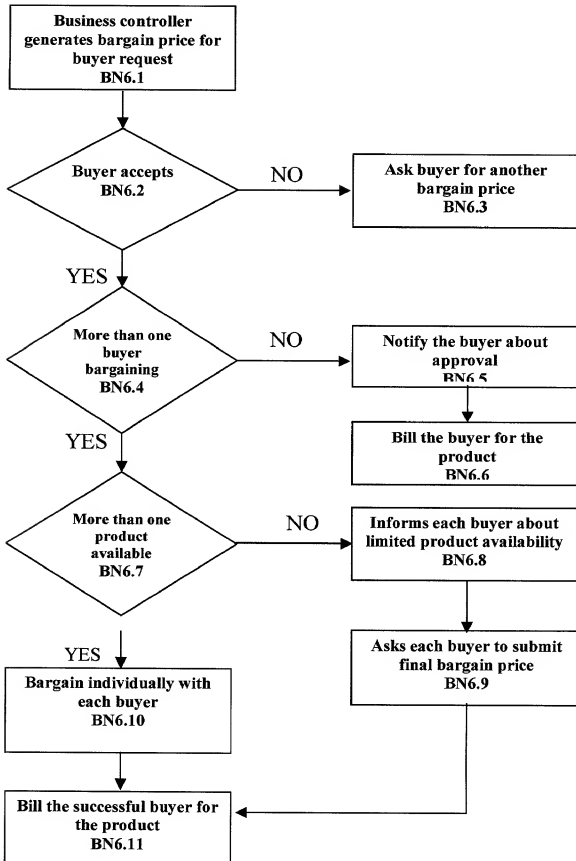 Business controller
generates bargain price for
buyer request
BN6.1
Buyer accepts
BN6.2
NO
Ask buyer for another
bargain price
BN6.3
YES
More than one
buyer
bargaining
BN6.4
NO
Notify the buyer about
approval
BN6.5
Bill the buyer for the
product
BN6.6
YES
More than one
product
available
BN6.7
NO
Informs each buyer about
limited product availability
BN6.8
Asks each buyer to submit
final bargain price
BN6.9
YES
Bargain individually with
each buyer
BN6.10
Bill the successful buyer for
the product
BN6.11